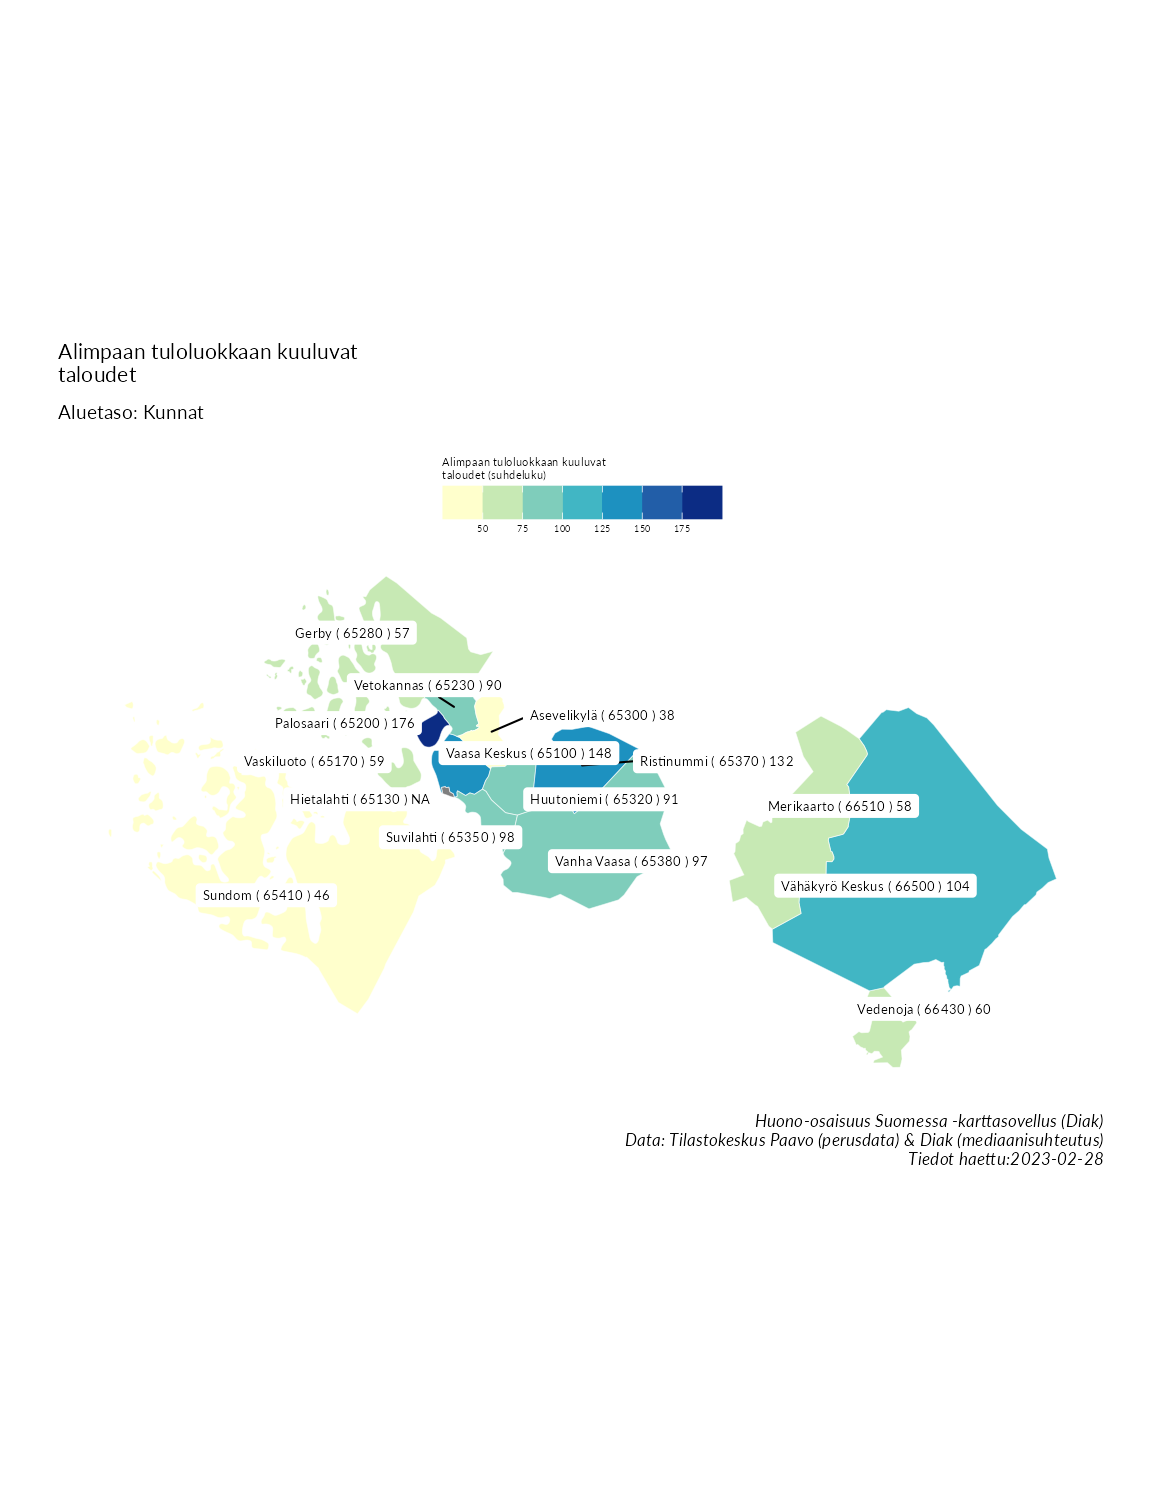 Alimpaan tuloluokkaan kuuluvat
taloudet
Aluetaso: Kunnat
Alimpaan tuloluokkaan kuuluvat
taloudet (suhdeluku)
50 75 100 125 150 175
Gerby ( 65280 ) 57
Vetokannas ( 65230 ) 90
Asevelikylä ( 65300 ) 38
Palosaari ( 65200 ) 176
Vaasa Keskus ( 65100 ) 148
Vaskiluoto ( 65170 ) 59
Ristinummi ( 65370 ) 132
Hietalahti ( 65130 ) NA
Huutoniemi ( 65320 ) 91
Merikaarto ( 66510 ) 58
Suvilahti ( 65350 ) 98
Vanha Vaasa ( 65380 ) 97
Vähäkyrö Keskus ( 66500 ) 104
Sundom ( 65410 ) 46
Vedenoja ( 66430 ) 60
Huono-osaisuus Suomessa -karttasovellus (Diak)
Data: Tilastokeskus Paavo (perusdata) & Diak (mediaanisuhteutus)
Tiedot haettu:2023-02-28